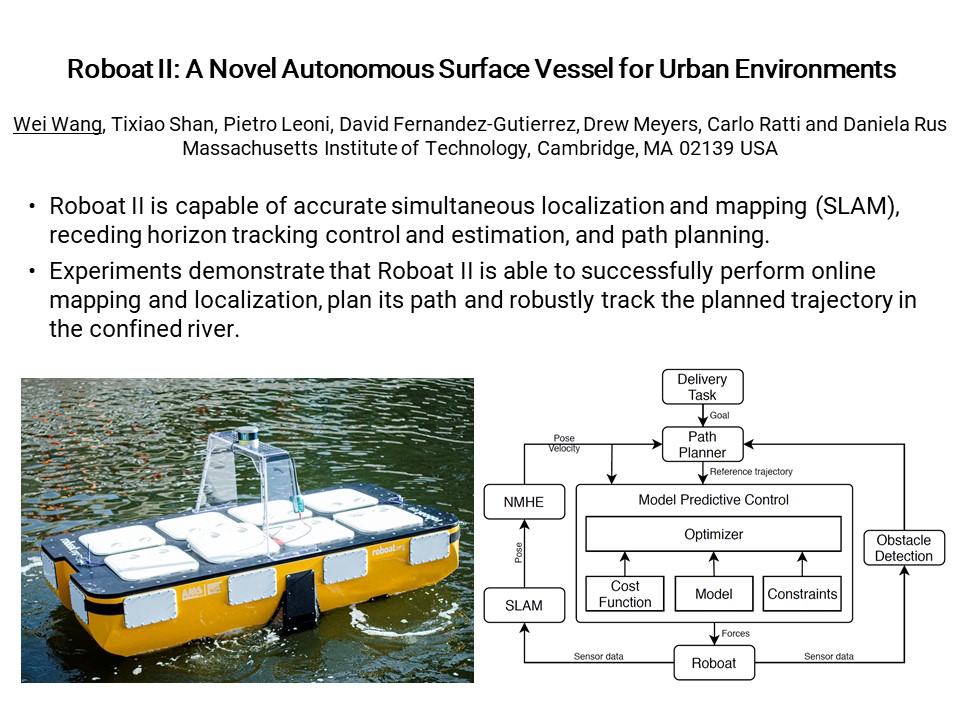 Roboat II: A Novel Autonomous Surface Vessel for Urban Environments
Wei Wang, Tixiao Shan, Pietro Leoni, David Fernandez-Gutierrez, Drew Meyers, Carlo Ratti and Daniela Rus
Massachusetts Institute of Technology, Cambridge, MA 02139 USA
• Roboat II is capable of accurate simultaneous localization and mapping (SLAM),
receding horizon tracking control and estimation, and path planning.
• Experiments demonstrate that Roboat II is able to successfully perform online
mapping and localization, plan its path and robustly track the planned trajectory in
the confined river.
roboat.org
AMS
Delivery
Task
Goal
Path
Planner
Pose
Velocity
Reference trajectory
NMHE
Model Predictive Control
Optimizer
Obstacle
Detection
Pose
Cost
Function
Model
Constraints
SLAM
Forces
Roboat
Sensor data
Sensor data